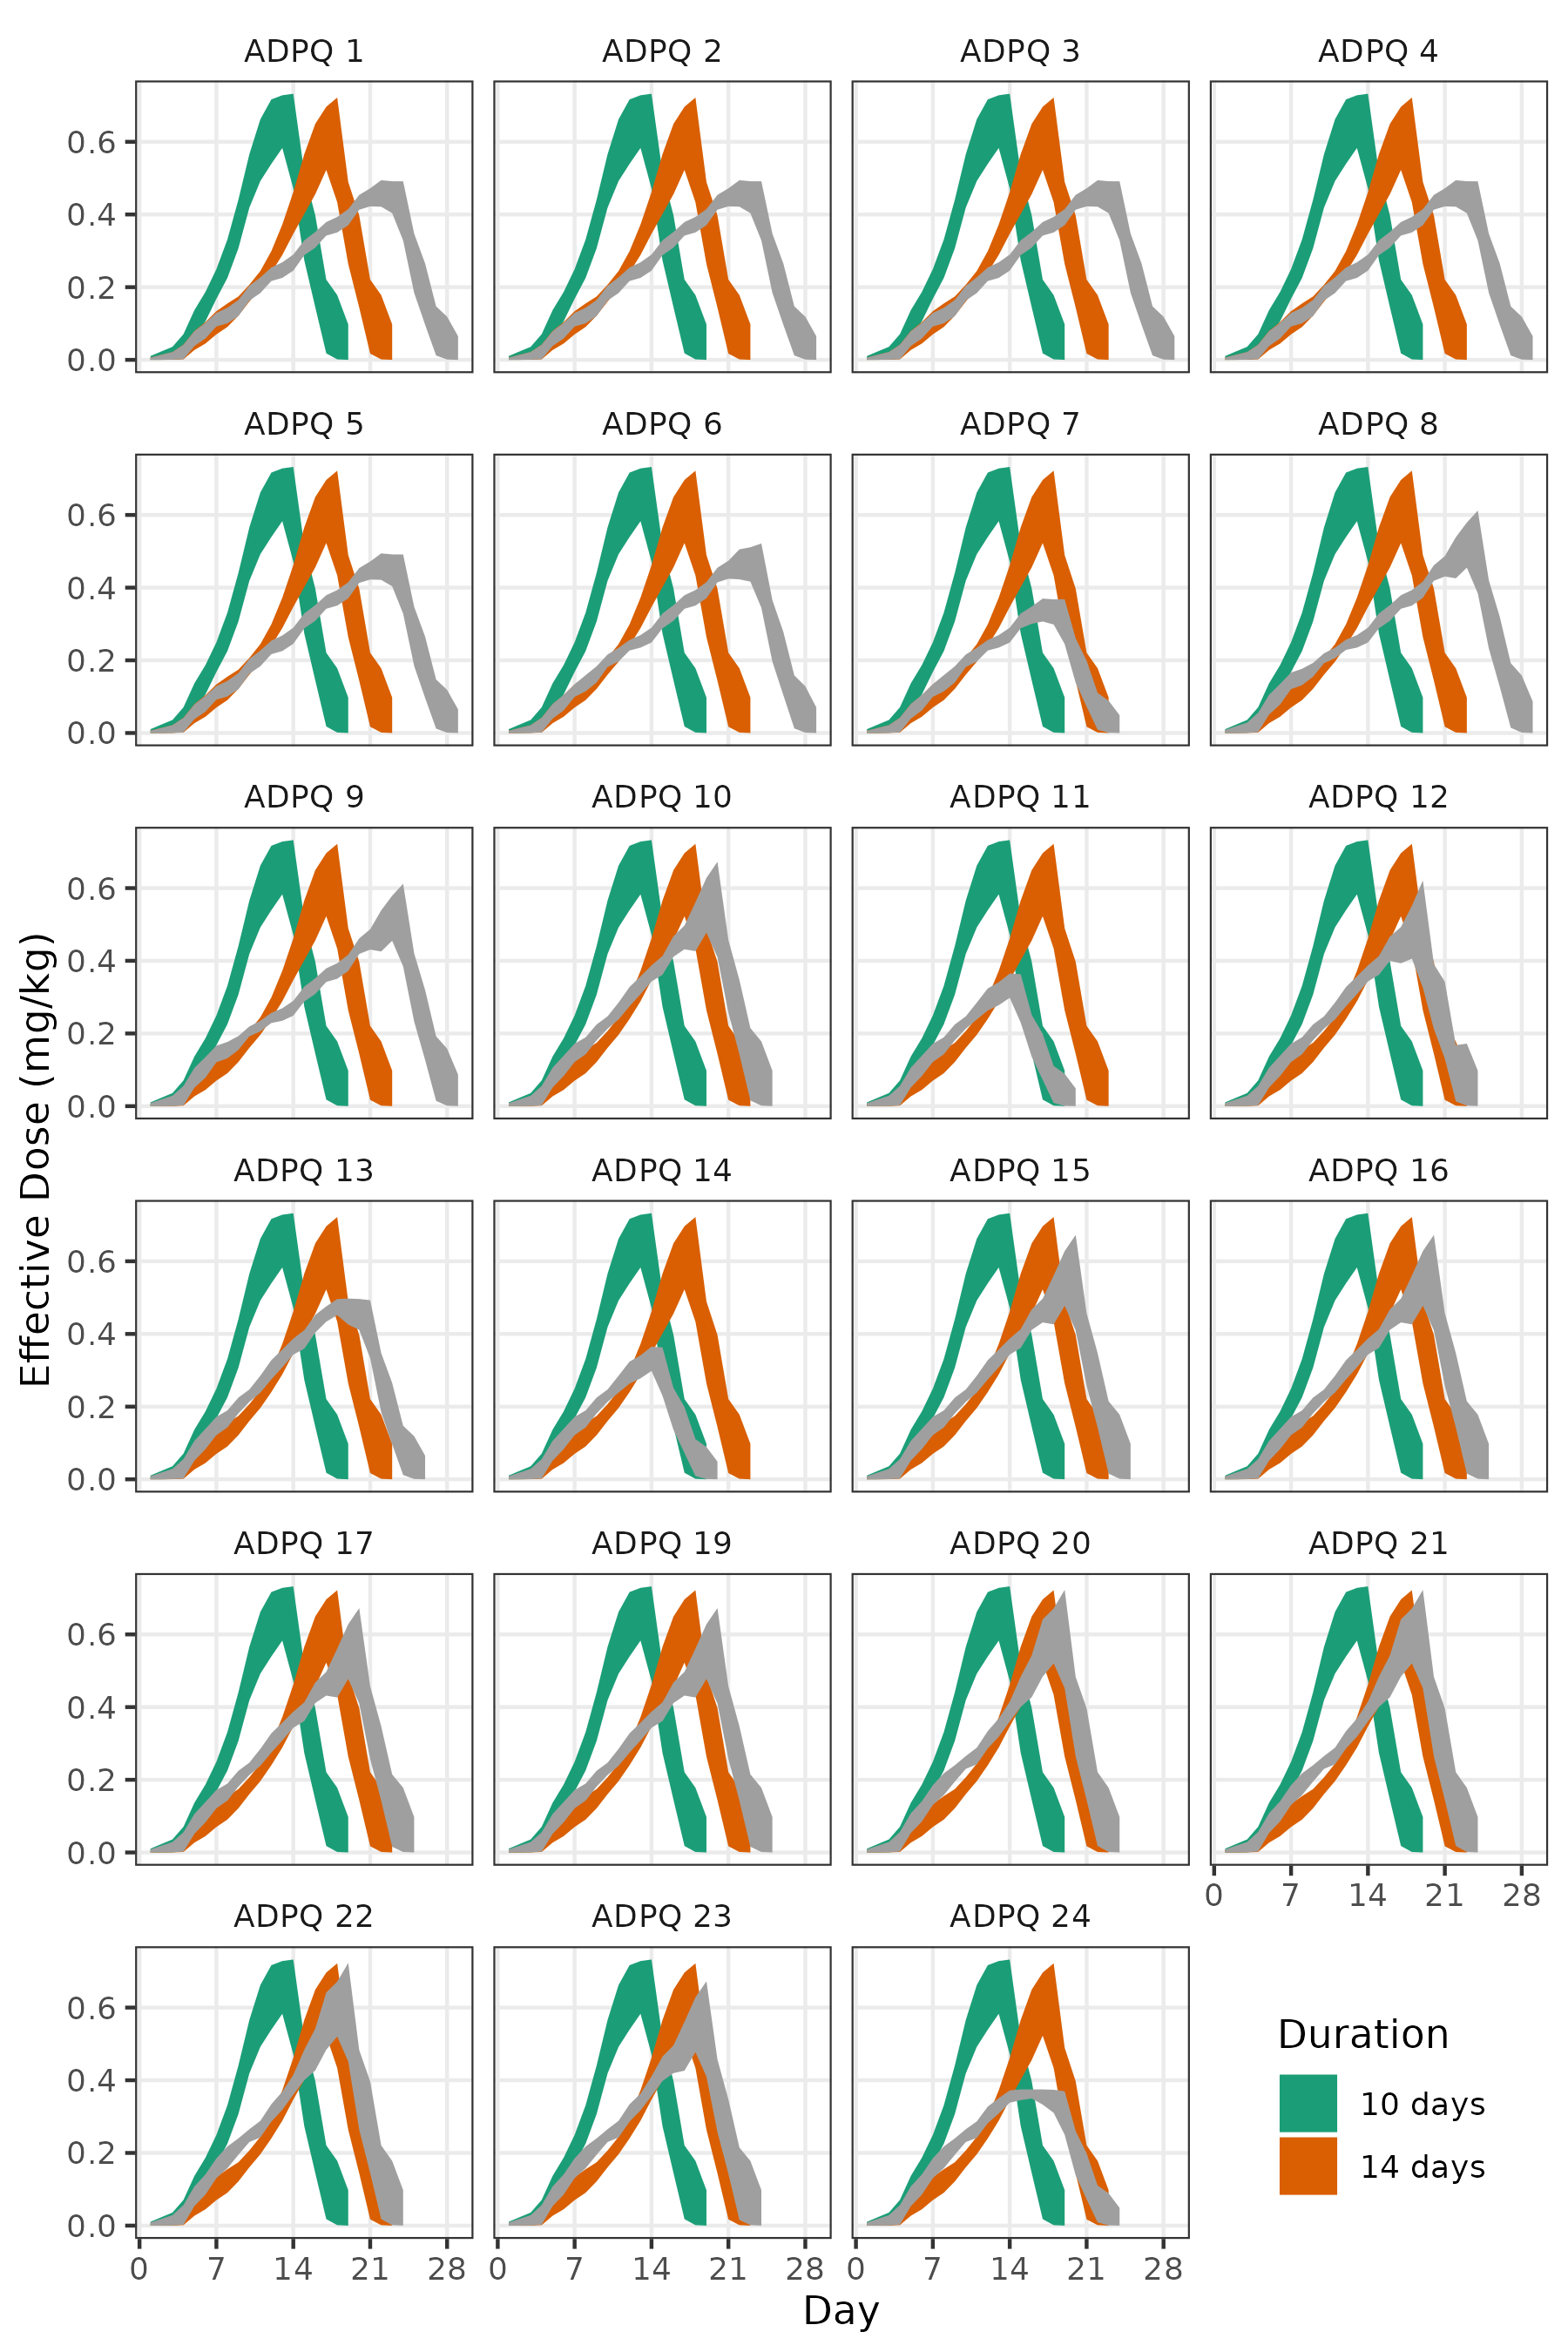 ADPQ 1 ADPQ 2 ADPQ 3 ADPQ 4
0.6
0.4
0.2
0.0
ADPQ 5 ADPQ 6 ADPQ 7 ADPQ 8
0.6
0.4
0.2
0.0
ADPQ 9 ADPQ 10 ADPQ 11 ADPQ 12
0.6
0.4
0.2
0.0
Effective Dose (mg/kg)
ADPQ 13 ADPQ 14 ADPQ 15 ADPQ 16
0.6
0.4
0.2
0.0
ADPQ 17 ADPQ 19 ADPQ 20 ADPQ 21
0.6
0.4
0.2
0.0
0 7 14 21 28
ADPQ 22 ADPQ 23 ADPQ 24
0.6
0.4
0.2
0.0
0 7 14 21 28 0 7 14 21 28 0 7 14 21 28
Day
Duration
10 days
14 days